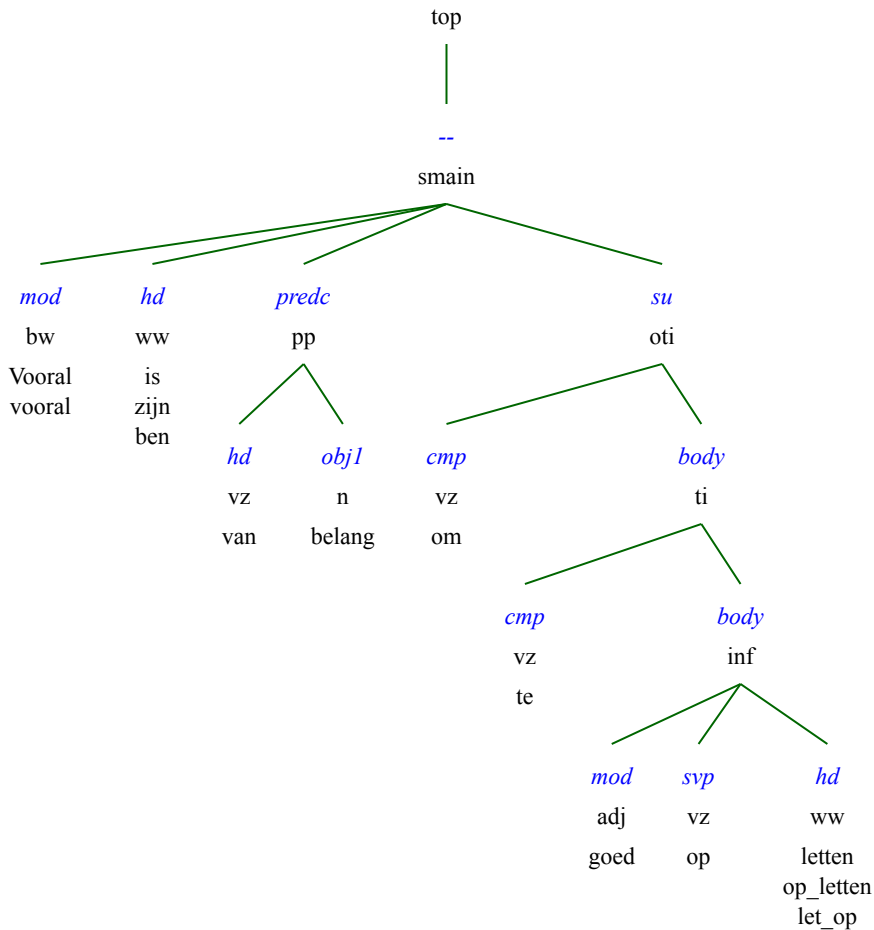 top
--
smain
mod hd predc su
bw ww pp oti
Vooral is
vooral zijn
ben
hd obj1 cmp body
vz n vz ti
van belang om
cmp body
vz inf
te
mod svp hd
adj vz ww
goed op letten
op_letten
let_op